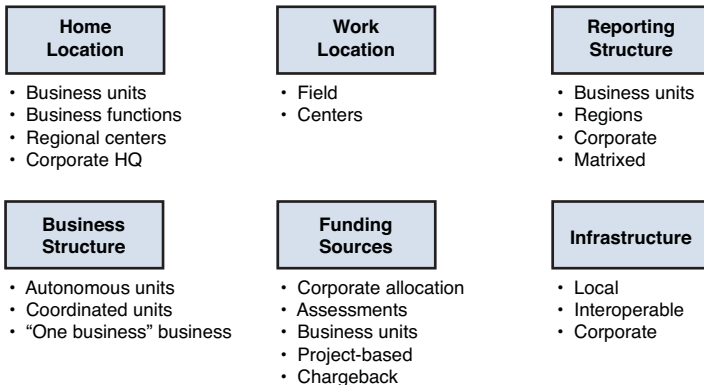 Home
Location
• Business units
• Business functions
• Regional centers
• Corporate HQ
Work
Location
• Field
• Centers
Reporting
Structure
• Business units
• Regions
• Corporate
• Matrixed
Business
Structure
• Autonomous units
• Coordinated units
• “One business” business
Funding
Sources
• Corporate allocation
• Assessments
• Business units
• Project-based
• Chargeback
Infrastructure
• Local
• Interoperable
• Corporate